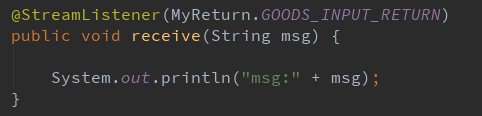 @StreamListener(MyReturn.GOODS_INPUT_RETURN)
public void receive(String msg) {
System.out.println("msg:" + msg);
}